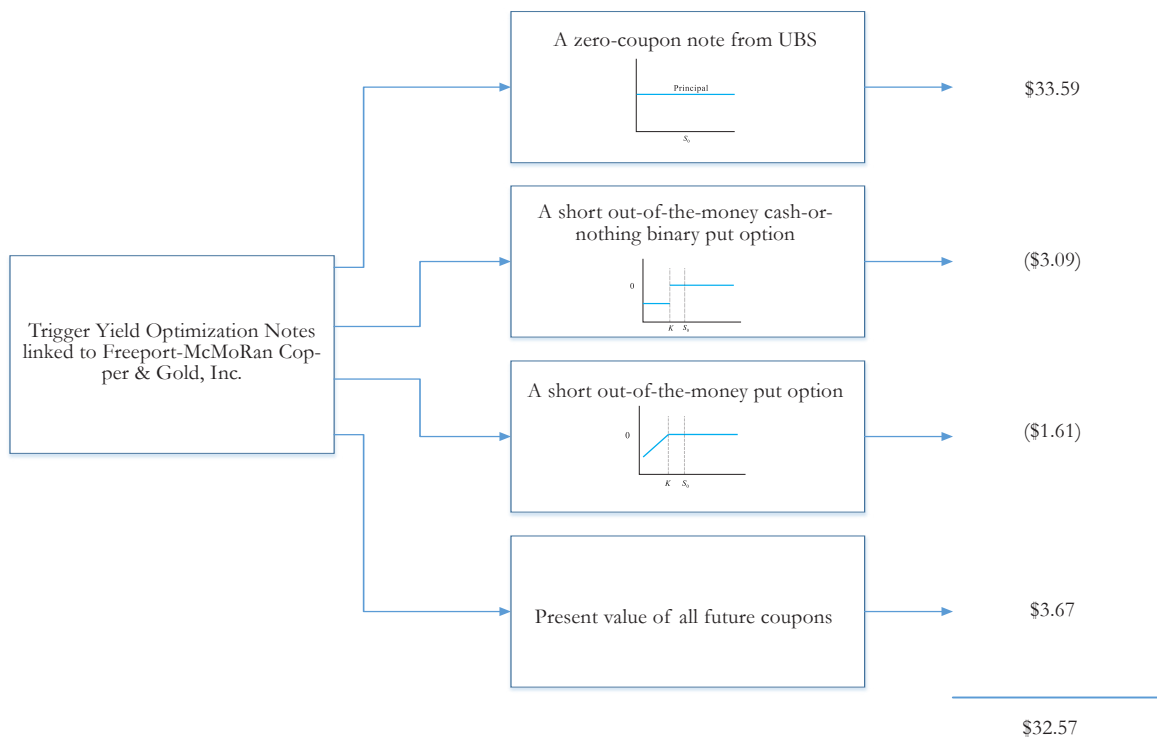 A zero-coupon note from UBS
Principal
S₀
$33.59
A short out-of-the-money cash-or-
nothing binary put option
0
K S₀
($3.09)
Trigger Yield Optimization Notes
linked to Freeport-McMoRan Cop-
per & Gold, Inc.
A short out-of-the-money put option
0
K S₀
($1.61)
Present value of all future coupons
$3.67
$32.57